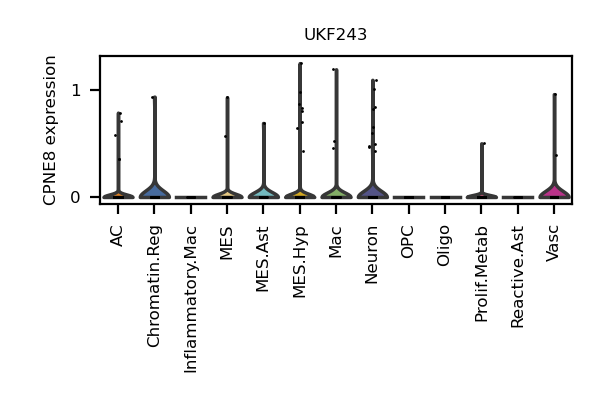 UKF243
CPNE8 expression
1
0
AC
Chromatin.Reg
Inflammatory.Mac
MES
MES.Ast
MES.Hyp
Mac
Neuron
OPC
Oligo
Prolif.Metab
Reactive.Ast
Vasc